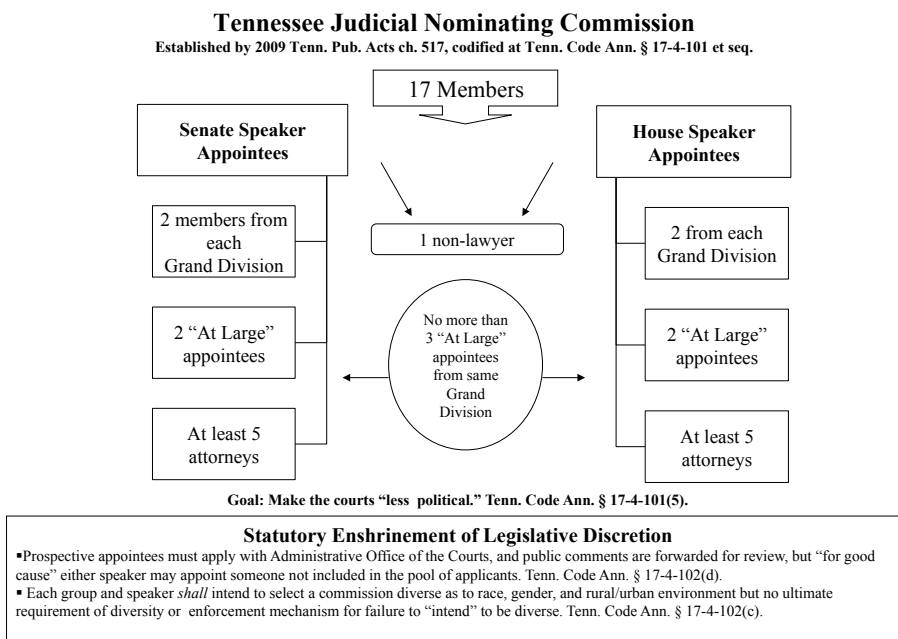 Tennessee Judicial Nominating Commission
Established by 2009 Tenn. Pub. Acts ch. 517, codified at Tenn. Code Ann. § 17-4-101 et seq.
17 Members
Senate Speaker
Appointees
2 members from
each
Grand Division
2 “At Large”
appointees
At least 5
attorneys
1 non-lawyer
No more than
3 “At Large”
appointees
from same
Grand
Division
House Speaker
Appointees
2 from each
Grand Division
2 “At Large”
appointees
At least 5
attorneys
Goal: Make the courts “less  political.” Tenn. Code Ann. § 17-4-101(5).
Statutory Enshrinement of Legislative Discretion
▪Prospective appointees must apply with Administrative Office of the Courts, and public comments are forwarded for review, but “for good
cause” either speaker may appoint someone not included in the pool of applicants. Tenn. Code Ann. § 17-4-102(d).
▪ Each group and speaker shall intend to select a commission diverse as to race, gender, and rural/urban environment but no ultimate
requirement of diversity or  enforcement mechanism for failure to “intend” to be diverse. Tenn. Code Ann. § 17-4-102(c).